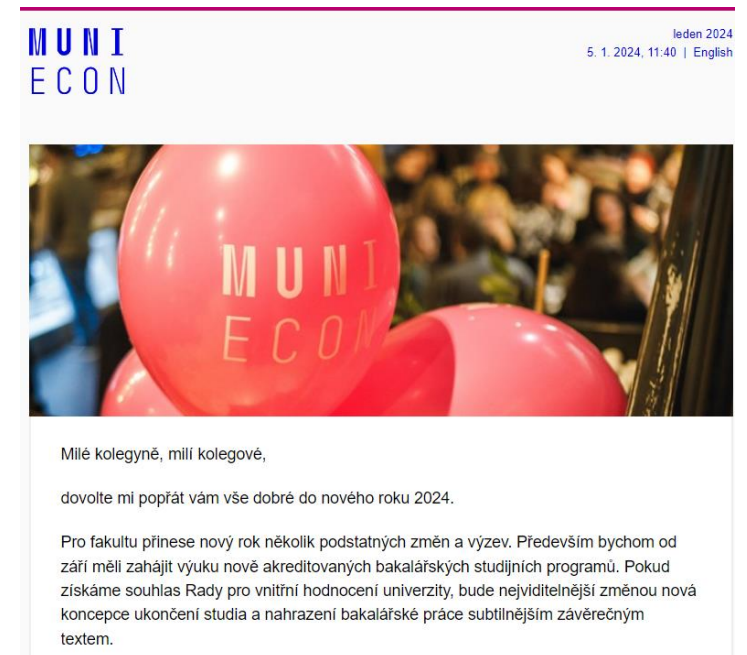 MUNI
ECON
leden 2024
5. 1. 2024, 11:40 | English
MUNI
ECON
Milé kolegyně, milí kolegové,
dovolte mi popřát vám vše dobré do nového roku 2024.
Pro fakultu přinese nový rok několik podstatných změn a výzev. Především bychom od
září měli zahájit výuku nově akreditovaných bakalářských studijních programů. Pokud
získáme souhlas Rady pro vnitřní hodnocení univerzity, bude nejviditelnější změnou nová
koncepce ukončení studia a nahrazení bakalářské práce subtilnějším závěrečným
textem.